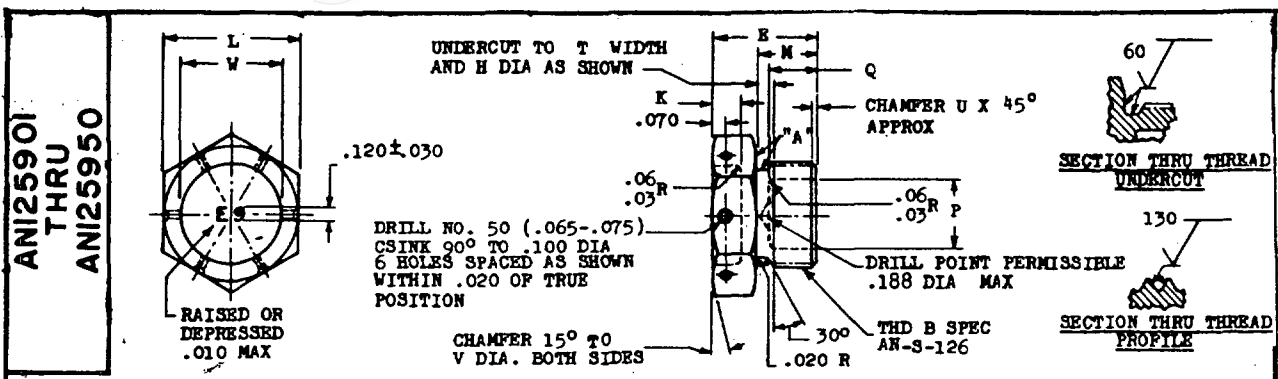 AN125901
THRU
AN125950
L
W
.120±.030
E 9
RAISED OR
DEPRESSED
.010 MAX
UNDERCUT TO T WIDTH
AND H DIA AS SHOWN
E
M
Q
K
.070
CHAMFER U X 45°
APPROX
"A"
.06
.03 R
.06
.03 R
P
DRILL NO. 50 (.065-.075)
CSINK 90° TO .100 DIA
6 HOLES SPACED AS SHOWN
WITHIN .020 OF TRUE
POSITION
DRILL POINT PERMISSIBLE
.188 DIA MAX
CHAMFER 15° TO
V DIA. BOTH SIDES
30°
.020 R
THD B SPEC
AN-S-126
60
SECTION THRU THREAD
UNDERCUT
130
SECTION THRU THREAD
PROFILE